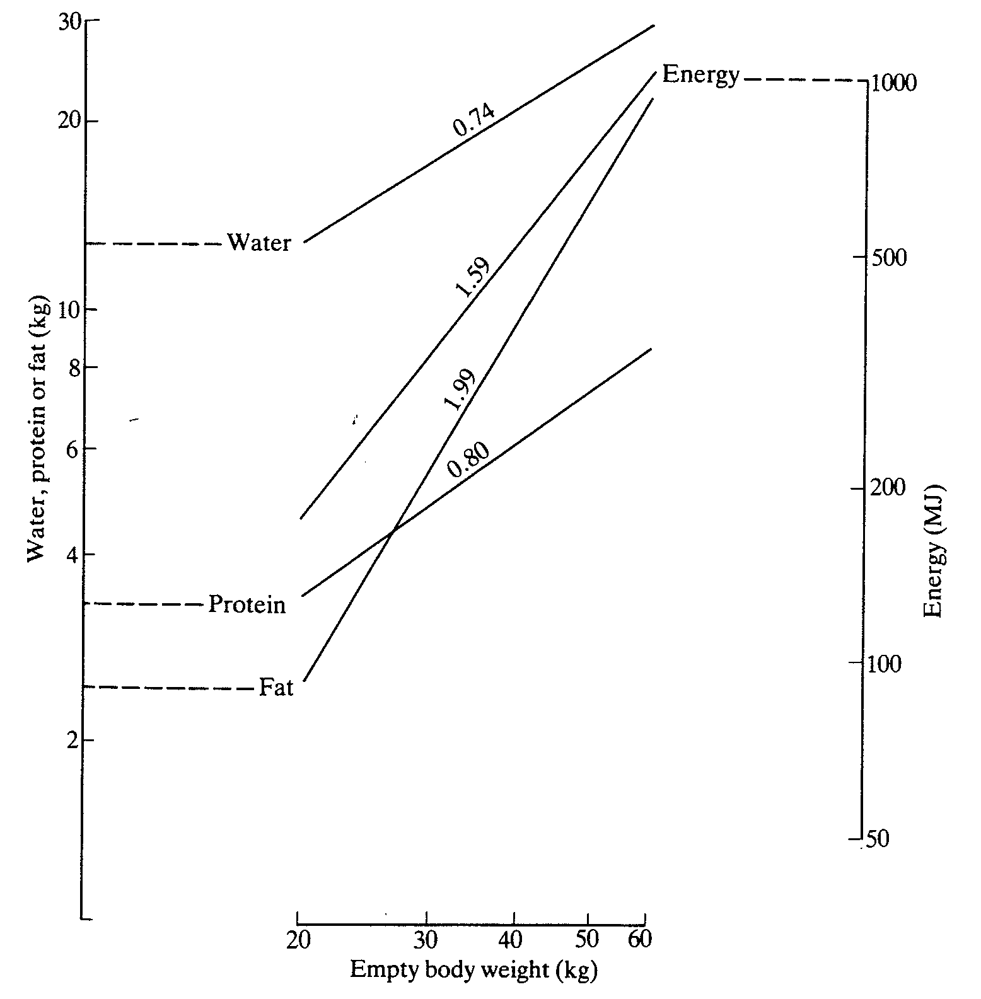 30
20
10
8
6
4
2
Water, protein or fat (kg)
Water
Protein
Fat
Energy
0.74
1.59
1.99
0.80
1000
500
200
100
50
Energy (MJ)
20 30 40 50 60
Empty body weight (kg)